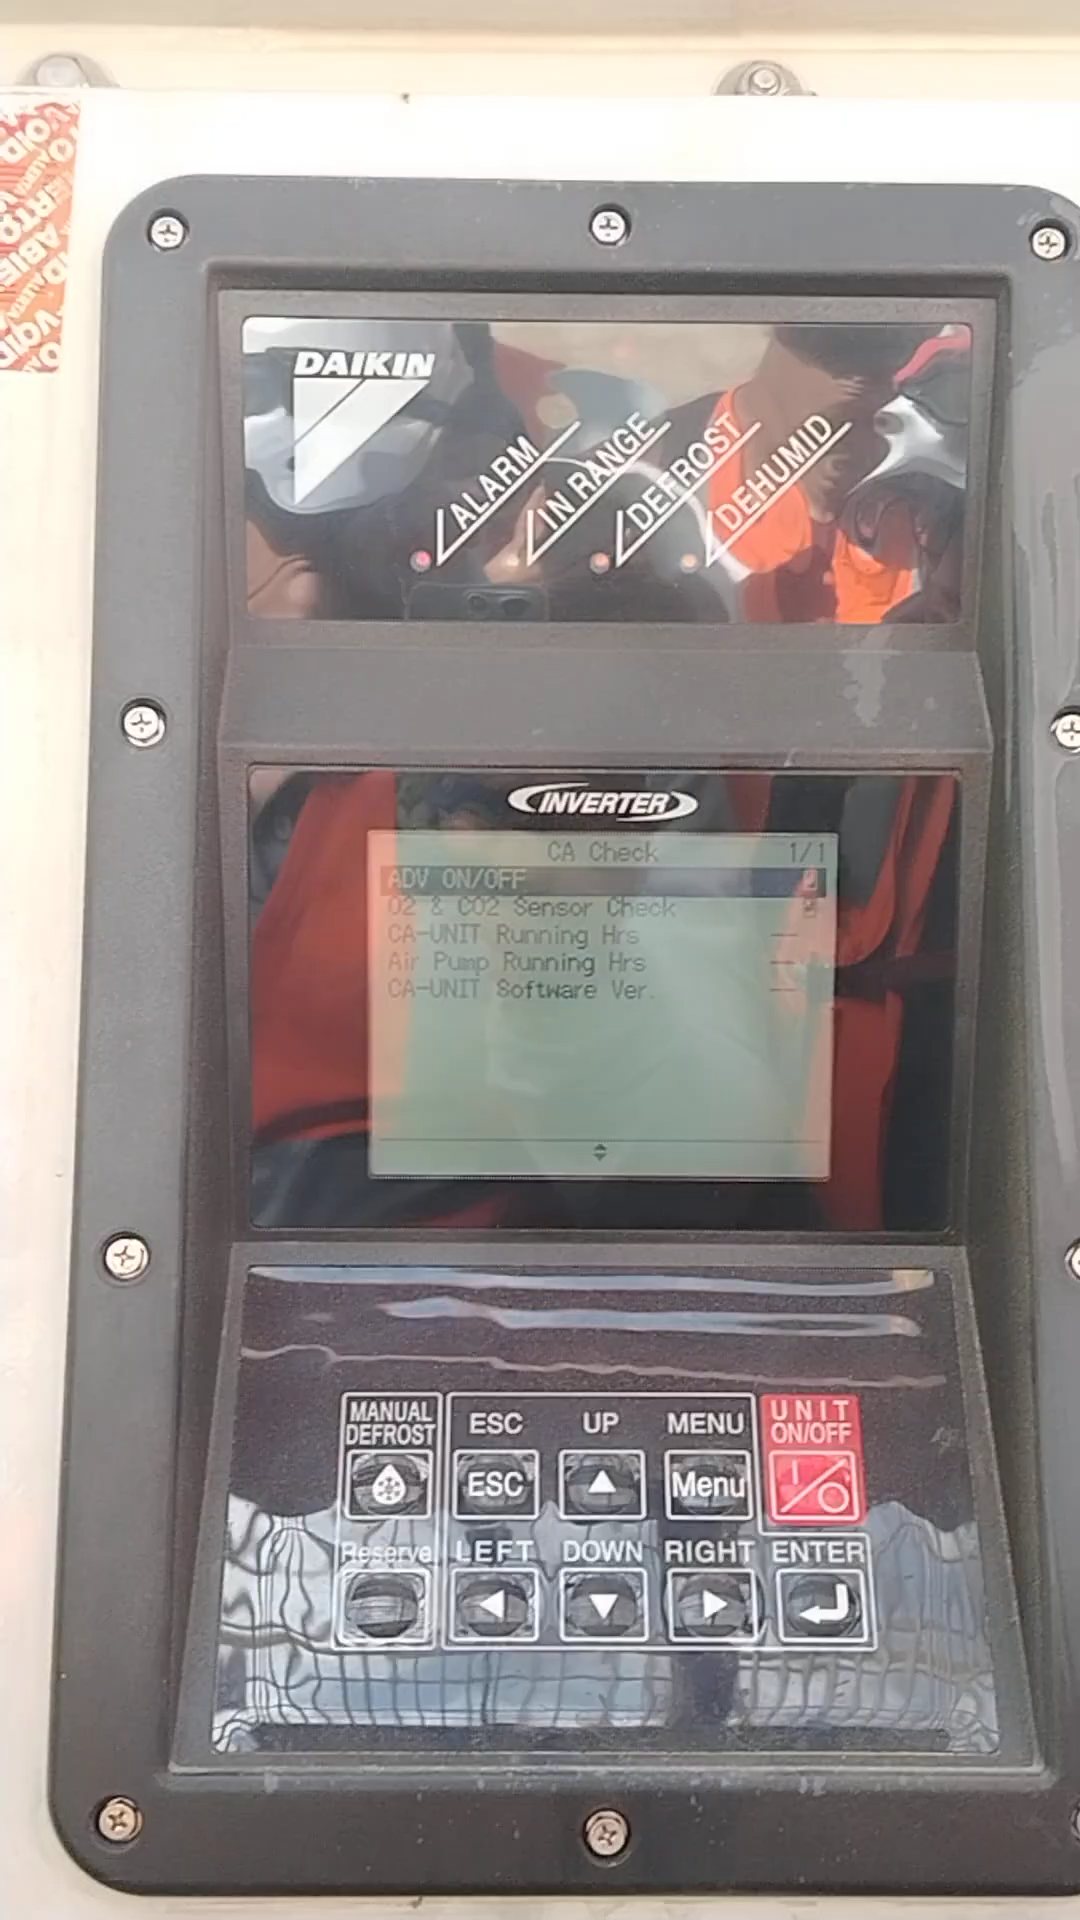 DAIKIN
ALARM
IN RANGE
DEFROST
DEHUMID
INVERTER
CA Check 1/1
ADV ON/OFF
O2 & CO2 Sensor Check
CA-UNIT Running Hrs --
Air Pump Running Hrs --
CA-UNIT Software Ver. --
MANUAL DEFROST
ESC
UP
MENU
UNIT ON/OFF
ESC
Menu
Reserve
LEFT
DOWN
RIGHT
ENTER
VOID